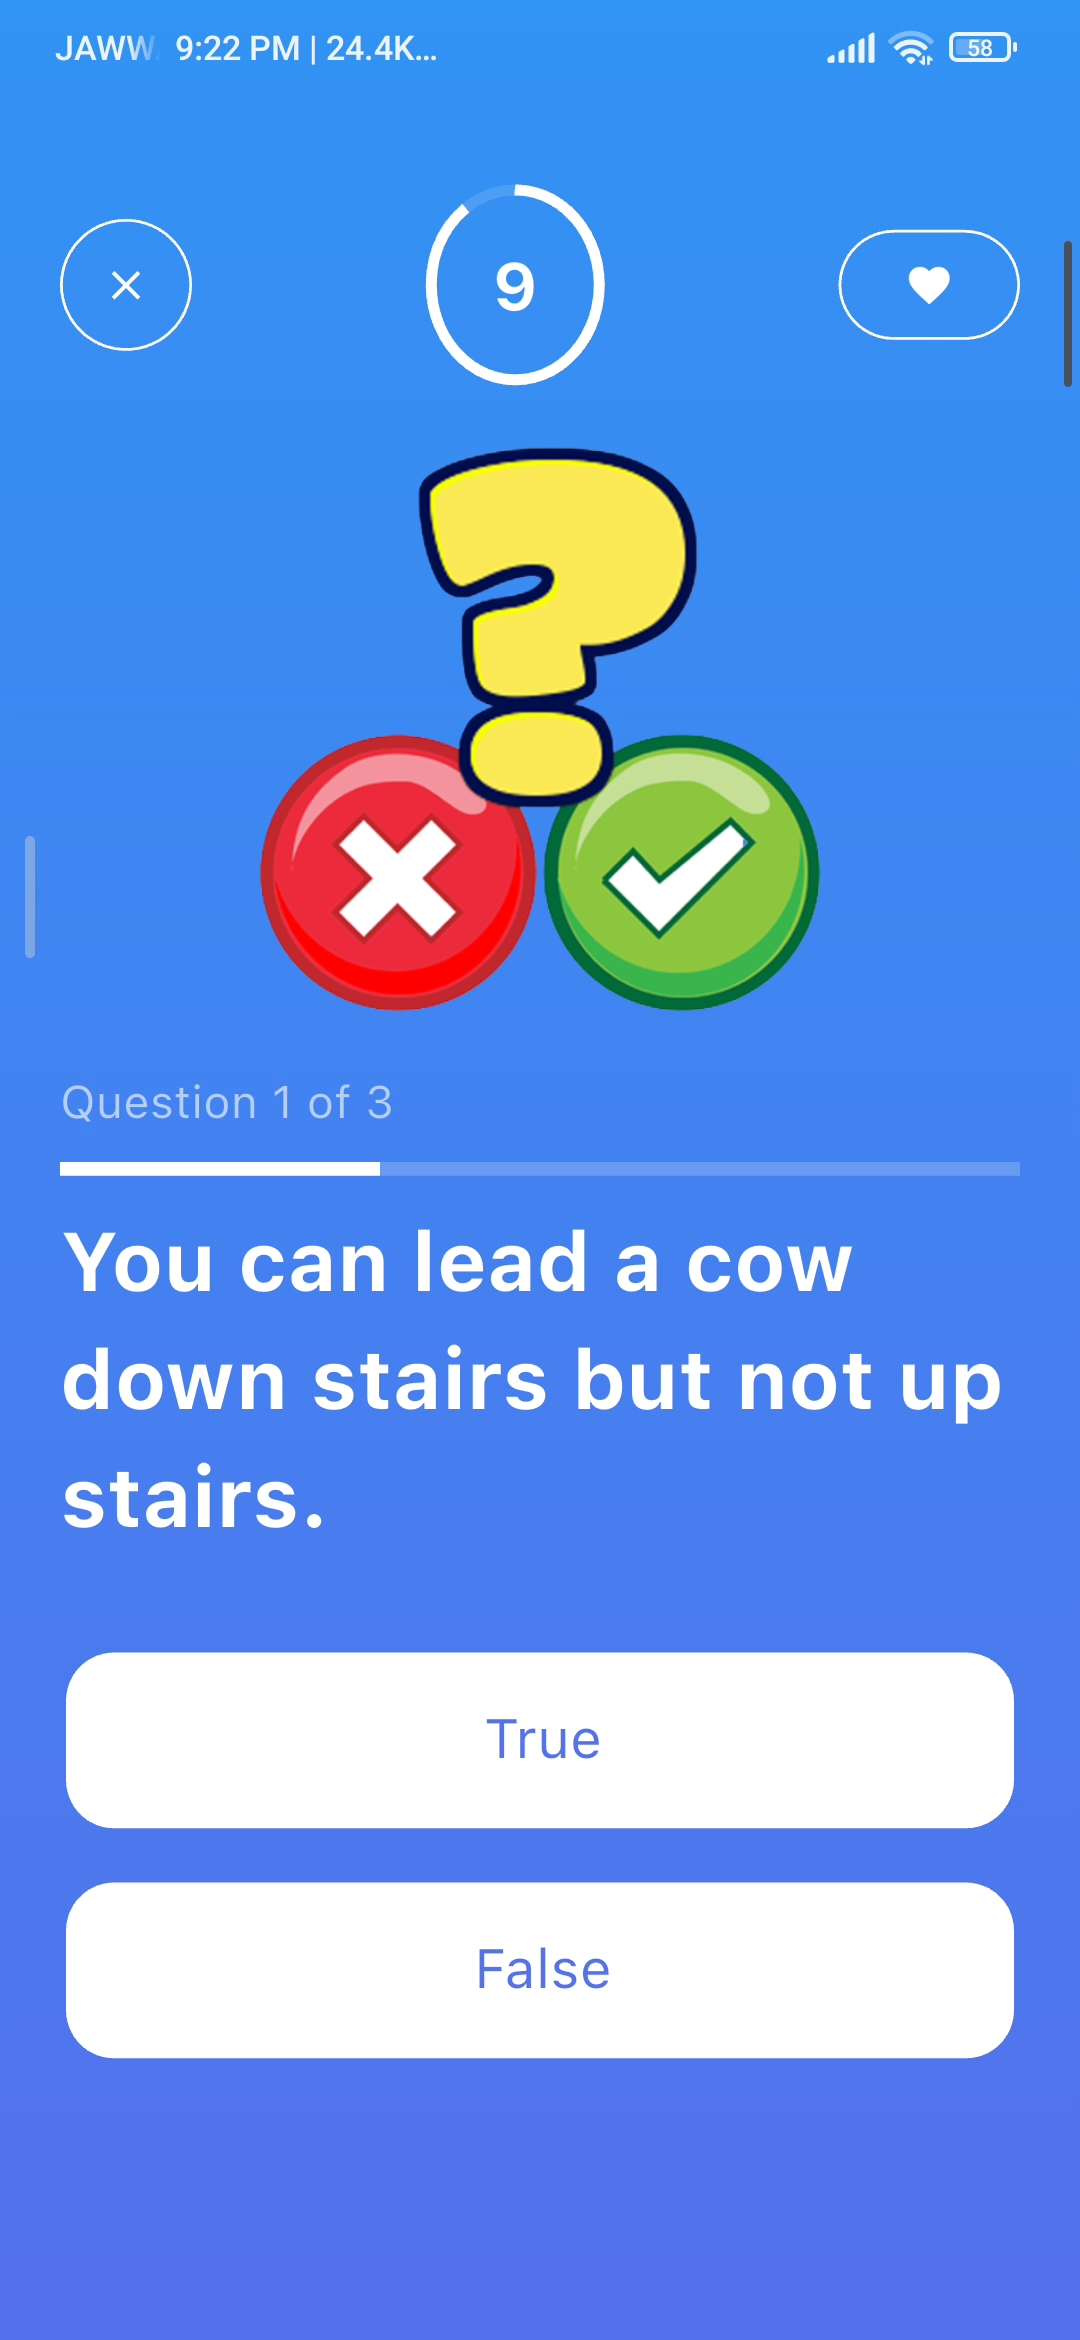 9:22 PM | 24.4K...
58
9
Question 1 of 3
You can lead a cow
down stairs but not up
stairs.
True
False